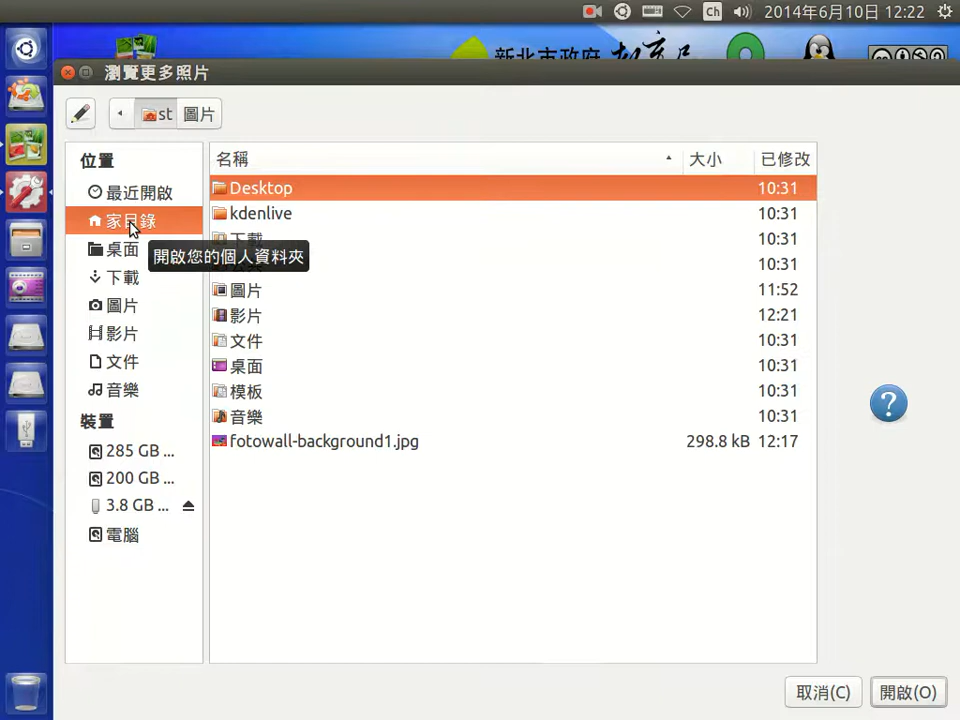 Ch 2014年6月10日 12:22
新北市政府
瀏覽更多照片
st 圖片
位置
最近開啟
家目錄
桌面
下載
圖片
影片
文件
音樂
裝置
285 GB ...
200 GB ...
3.8 GB ...
電腦
開啟您的個人資料夾
名稱 大小 已修改
Desktop 10:31
kdenlive 10:31
下載 10:31
10:31
圖片 11:52
影片 12:21
文件 10:31
桌面 10:31
模板 10:31
音樂 10:31
fotowall-background1.jpg 298.8 kB 12:17
?
取消(C) 開啟(O)